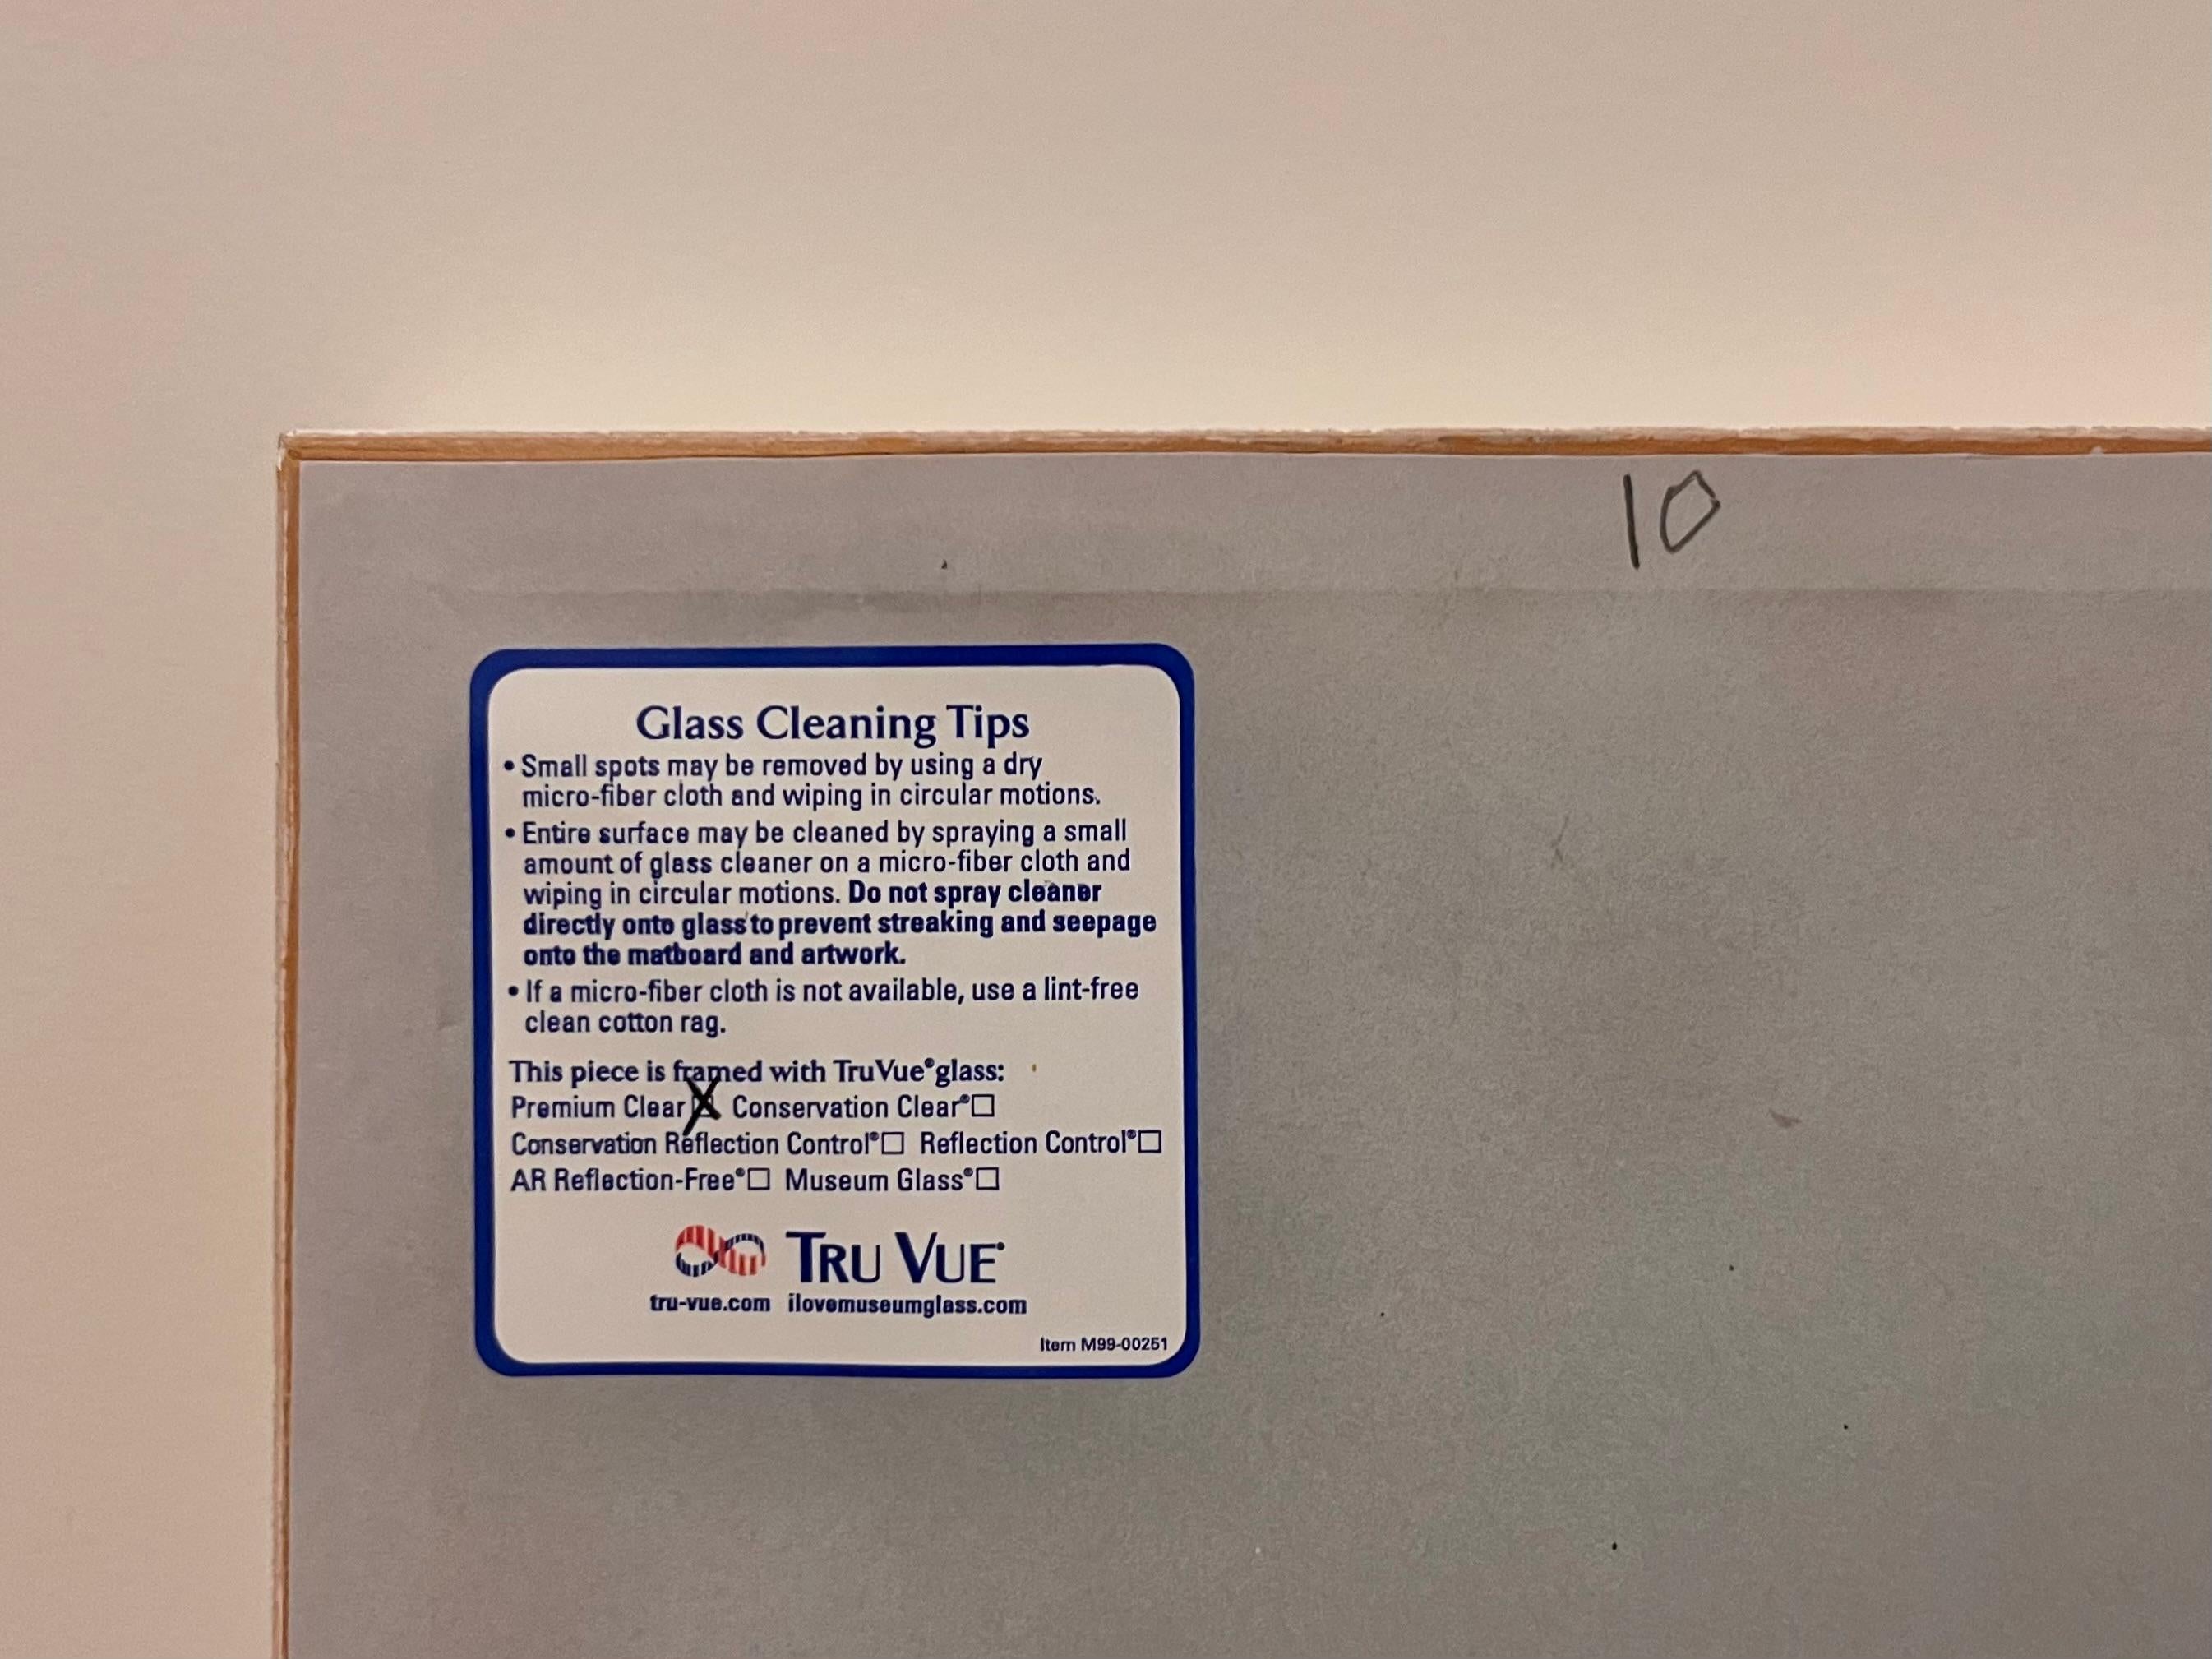 10
Glass Cleaning Tips
• Small spots may be removed by using a dry
micro-fiber cloth and wiping in circular motions.
• Entire surface may be cleaned by spraying a small
amount of glass cleaner on a micro-fiber cloth and
wiping in circular motions. Do not spray cleaner
directly onto glass to prevent streaking and seepage
onto the matboard and artwork.
• If a micro-fiber cloth is not available, use a lint-free
clean cotton rag.
This piece is framed with TruVue® glass:
Premium Clear ☒ Conservation Clear® ☐
Conservation Reflection Control® ☐ Reflection Control® ☐
AR Reflection-Free® ☐ Museum Glass® ☐
TRU VUE®
tru-vue.com ilovemuseumglass.com
Item M99-00251